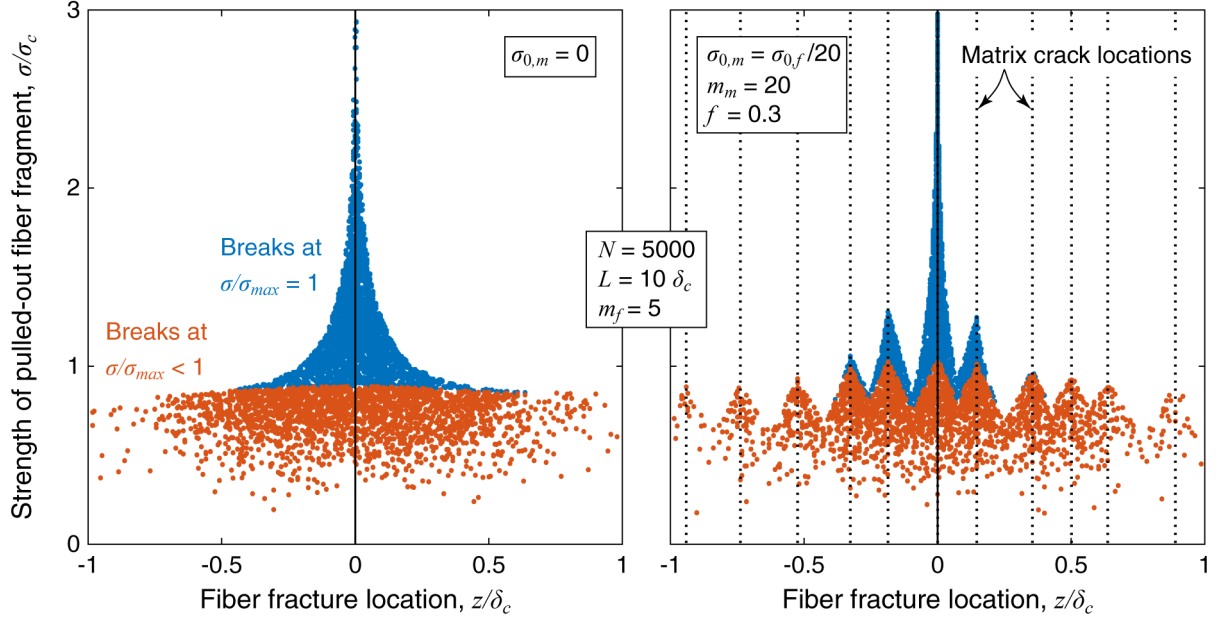 Strength of pulled-out fiber fragment, σ/σc
3
2
1
0
σ0,m = 0
Breaks at
σ/σmax = 1
Breaks at
σ/σmax < 1
-1
-0.5
0
0.5
1
Fiber fracture location, z/δc
N = 5000
L = 10 δc
mf = 5
σ0,m = σ0,f /20
mm = 20
f = 0.3
Matrix crack locations
-1
-0.5
0
0.5
1
Fiber fracture location, z/δc